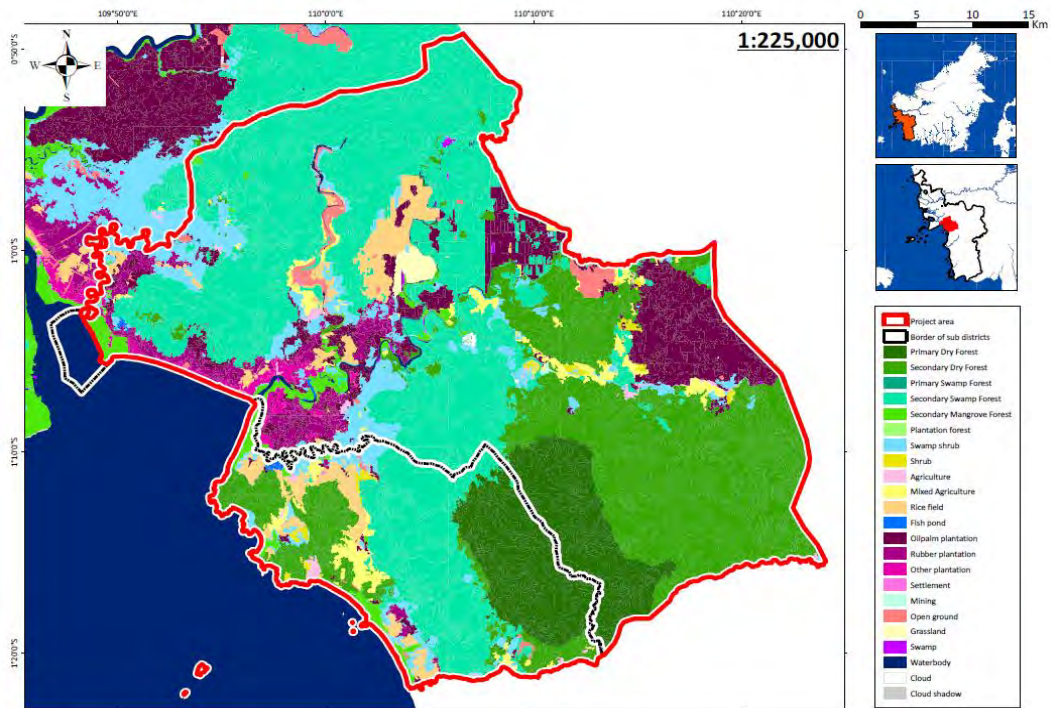 109°50'0"E 110°0'0"E 110°10'0"E 110°20'0"E
0 5 10 15
Km
0°50'0"S
N
W E
S
1:225,000
1°0'0"S
1°10'0"S
1°20'0"S
Project area
Border of sub districts
Primary Dry Forest
Secondary Dry Forest
Primary Swamp Forest
Secondary Swamp Forest
Secondary Mangrove Forest
Plantation forest
Swamp shrub
Shrub
Agriculture
Mixed Agriculture
Rice field
Fish pond
Oilpalm plantation
Rubber plantation
Other plantation
Settlement
Mining
Open ground
Grassland
Swamp
Waterbody
Cloud
Cloud shadow